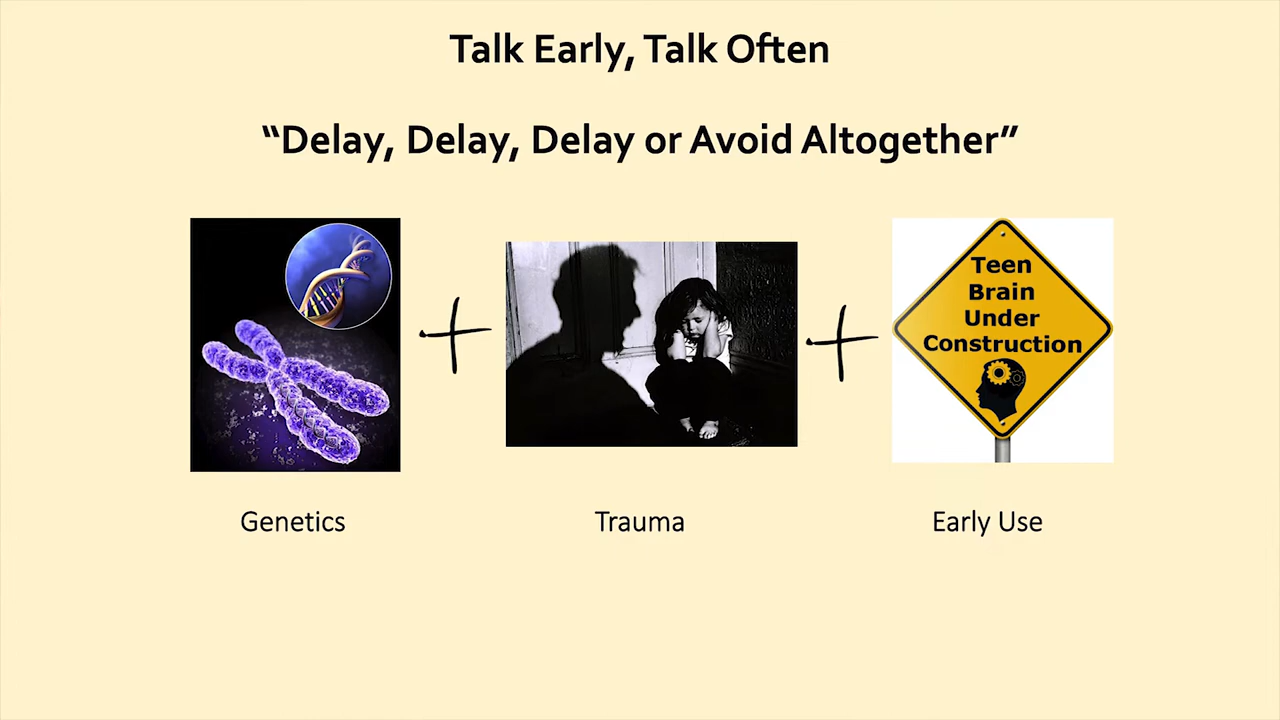 Talk Early, Talk Often
“Delay, Delay, Delay or Avoid Altogether”
Teen
Brain
Under
Construction
Genetics
Trauma
Early Use